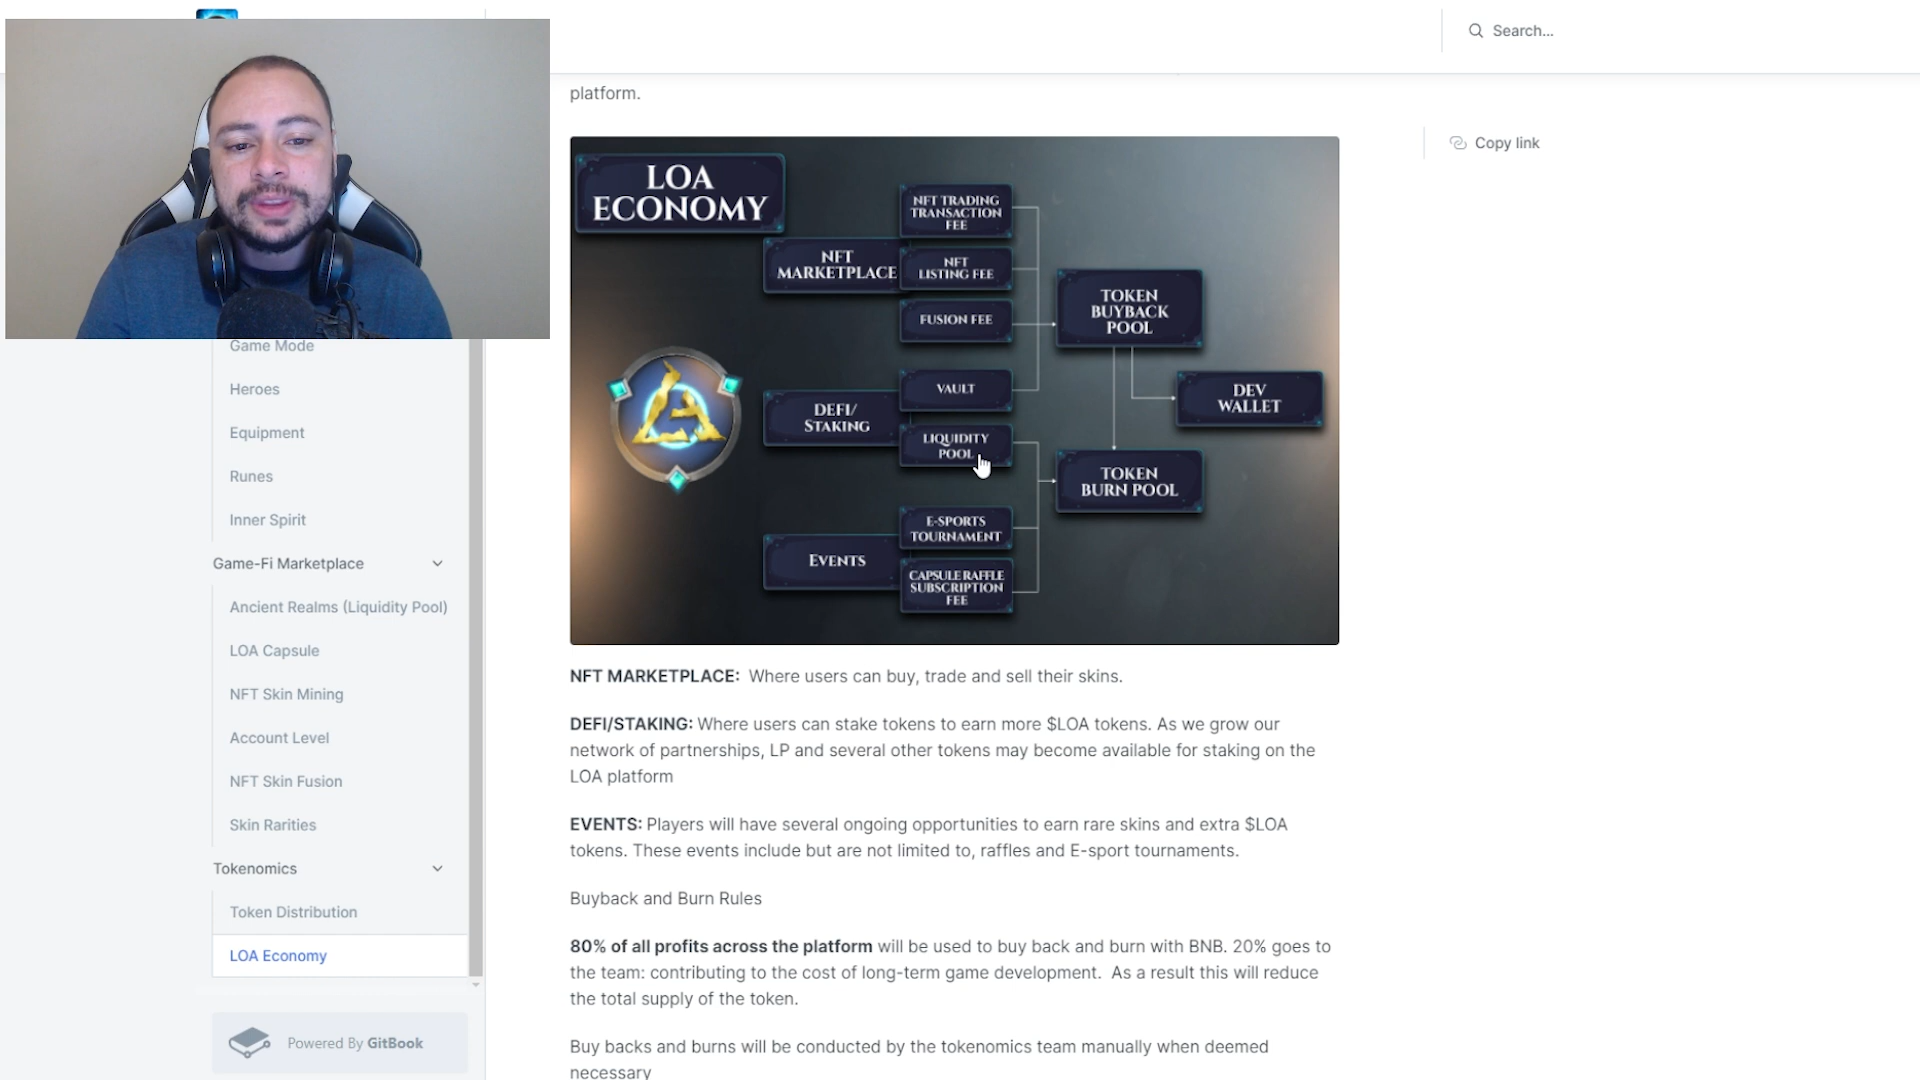 Search...
platform.
Copy link
LOA
ECONOMY
NFT
MARKETPLACE
NFT TRADING
TRANSACTION
FEE
NFT
LISTING FEE
FUSION FEE
TOKEN
BUYBACK
POOL
VAULT
DEFI/
STAKING
LIQUIDITY
POOL
DEV
WALLET
TOKEN
BURN POOL
E-SPORTS
TOURNAMENT
EVENTS
CAPSULE RAFFLE
SUBSCRIPTION
FEE
Game Mode
Heroes
Equipment
Runes
Inner Spirit
Game-Fi Marketplace
Ancient Realms (Liquidity Pool)
LOA Capsule
NFT Skin Mining
Account Level
NFT Skin Fusion
Skin Rarities
Tokenomics
Token Distribution
LOA Economy
Powered By GitBook
NFT MARKETPLACE: Where users can buy, trade and sell their skins.
DEFI/STAKING: Where users can stake tokens to earn more $LOA tokens. As we grow our
network of partnerships, LP and several other tokens may become available for staking on the
LOA platform
EVENTS: Players will have several ongoing opportunities to earn rare skins and extra $LOA
tokens. These events include but are not limited to, raffles and E-sport tournaments.
Buyback and Burn Rules
80% of all profits across the platform will be used to buy back and burn with BNB. 20% goes to
the team: contributing to the cost of long-term game development. As a result this will reduce
the total supply of the token.
Buy backs and burns will be conducted by the tokenomics team manually when deemed
necessary